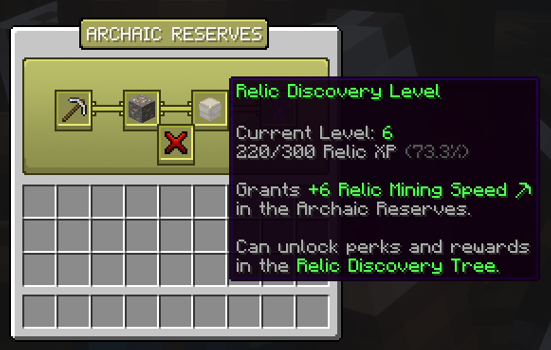 ARCHAIC RESERVES
Relic Discovery Level
Current Level: 6
220/300 Relic XP (73.3%)
Grants +6 Relic Mining Speed
in the Archaic Reserves.
Can unlock perks and rewards
in the Relic Discovery Tree.